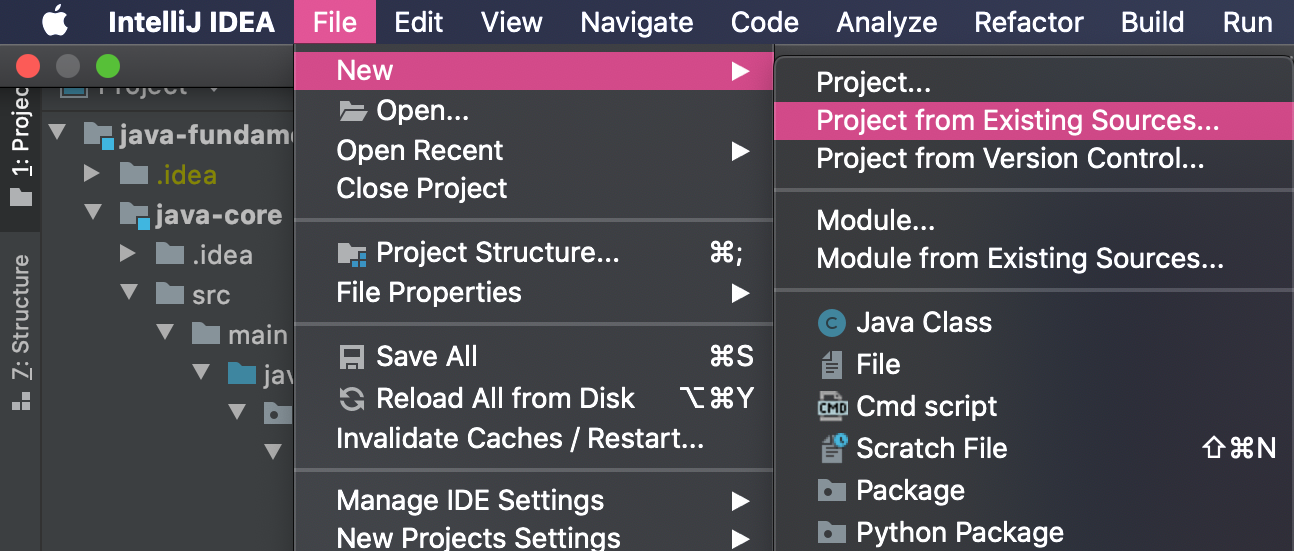 IntelliJ IDEA File Edit View Navigate Code Analyze Refactor Build Run
Project
1: Project
Z: Structure
java-fundame
.idea
java-core
.idea
src
main
jav
New
Open...
Open Recent
Close Project
Project Structure... ⌘;
File Properties
Save All ⌘S
Reload All from Disk ⌥⌘Y
Invalidate Caches / Restart...
Manage IDE Settings
New Projects Settings
Project...
Project from Existing Sources...
Project from Version Control...
Module...
Module from Existing Sources...
C Java Class
File
CMD Cmd script
Scratch File ⇧⌘N
Package
Python Package